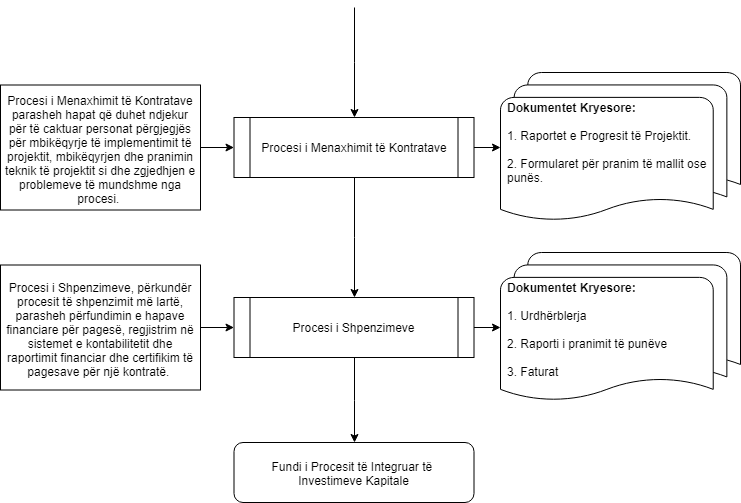 Procesi i Menaxhimit të Kontratave
parasheh hapat që duhet ndjekur
për të caktuar personat përgjegjës
për mbikëqyrje të implementimit të
projektit, mbikëqyrjen dhe pranimin
teknik të projektit si dhe zgjedhjen e
problemeve të mundshme nga
procesi.
Procesi i Menaxhimit të Kontratave
Dokumentet Kryesore:
1. Raportet e Progresit të Projektit.
2. Formularet për pranim të mallit ose
punës.
Procesi i Shpenzimeve, përkundër
procesit të shpenzimit më lartë,
parasheh përfundimin e hapave
financiare për pagesë, regjistrim në
sistemet e kontabilitetit dhe
raportimit financiar dhe certifikim të
pagesave për një kontratë.
Procesi i Shpenzimeve
Dokumentet Kryesore:
1. Urdhërblerja
2. Raporti i pranimit të punëve
3. Faturat
Fundi i Procesit të Integruar të
Investimeve Kapitale